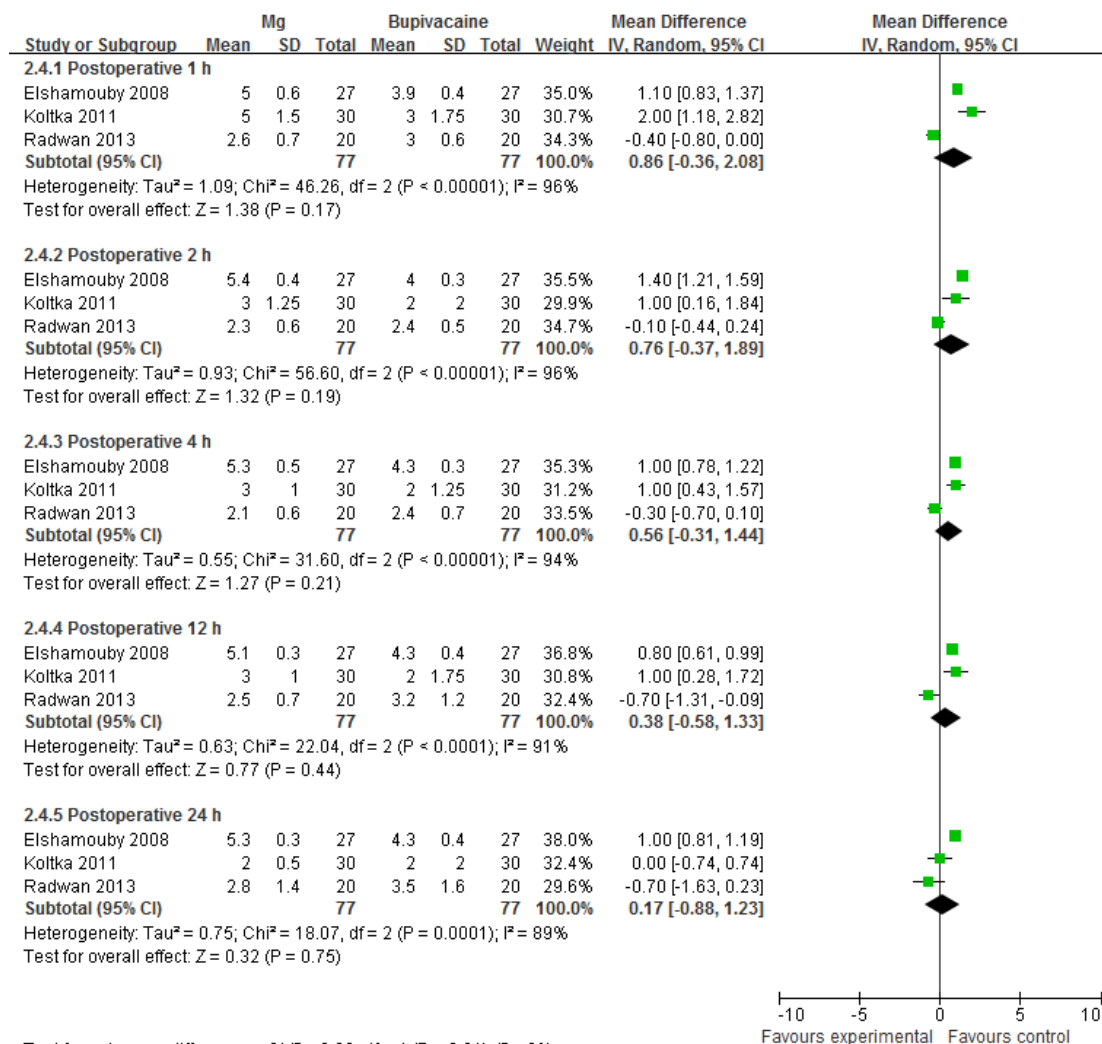 Mg Bupivacaine Mean Difference Mean Difference
Study or Subgroup Mean SD Total Mean SD Total Weight IV, Random, 95% CI IV, Random, 95% CI
2.4.1 Postoperative 1 h
Elshamouby 2008 5 0.6 27 3.9 0.4 27 35.0% 1.10 [0.83, 1.37]
Koltka 2011 5 1.5 30 3 1.75 30 30.7% 2.00 [1.18, 2.82]
Radwan 2013 2.6 0.7 20 3 0.6 20 34.3% -0.40 [-0.80, 0.00]
Subtotal (95% CI) 77 77 100.0% 0.86 [-0.36, 2.08]
Heterogeneity: Tau² = 1.09; Chi² = 46.26, df = 2 (P < 0.00001); I² = 96%
Test for overall effect: Z = 1.38 (P = 0.17)
2.4.2 Postoperative 2 h
Elshamouby 2008 5.4 0.4 27 4 0.3 27 35.5% 1.40 [1.21, 1.59]
Koltka 2011 3 1.25 30 2 2 30 29.9% 1.00 [0.16, 1.84]
Radwan 2013 2.3 0.6 20 2.4 0.5 20 34.7% -0.10 [-0.44, 0.24]
Subtotal (95% CI) 77 77 100.0% 0.76 [-0.37, 1.89]
Heterogeneity: Tau² = 0.93; Chi² = 56.60, df = 2 (P < 0.00001); I² = 96%
Test for overall effect: Z = 1.32 (P = 0.19)
2.4.3 Postoperative 4 h
Elshamouby 2008 5.3 0.5 27 4.3 0.3 27 35.3% 1.00 [0.78, 1.22]
Koltka 2011 3 1 30 2 1.25 30 31.2% 1.00 [0.43, 1.57]
Radwan 2013 2.1 0.6 20 2.4 0.7 20 33.5% -0.30 [-0.70, 0.10]
Subtotal (95% CI) 77 77 100.0% 0.56 [-0.31, 1.44]
Heterogeneity: Tau² = 0.55; Chi² = 31.60, df = 2 (P < 0.00001); I² = 94%
Test for overall effect: Z = 1.27 (P = 0.21)
2.4.4 Postoperative 12 h
Elshamouby 2008 5.1 0.3 27 4.3 0.4 27 36.8% 0.80 [0.61, 0.99]
Koltka 2011 3 1 30 2 1.75 30 30.8% 1.00 [0.28, 1.72]
Radwan 2013 2.5 0.7 20 3.2 1.2 20 32.4% -0.70 [-1.31, -0.09]
Subtotal (95% CI) 77 77 100.0% 0.38 [-0.58, 1.33]
Heterogeneity: Tau² = 0.63; Chi² = 22.04, df = 2 (P < 0.0001); I² = 91%
Test for overall effect: Z = 0.77 (P = 0.44)
2.4.5 Postoperative 24 h
Elshamouby 2008 5.3 0.3 27 4.3 0.4 27 38.0% 1.00 [0.81, 1.19]
Koltka 2011 2 0.5 30 2 2 30 32.4% 0.00 [-0.74, 0.74]
Radwan 2013 2.8 1.4 20 3.5 1.6 20 29.6% -0.70 [-1.63, 0.23]
Subtotal (95% CI) 77 77 100.0% 0.17 [-0.88, 1.23]
Heterogeneity: Tau² = 0.75; Chi² = 18.07, df = 2 (P = 0.0001); I² = 89%
Test for overall effect: Z = 0.32 (P = 0.75)
-10 -5 0 5 10
Favours experimental Favours control